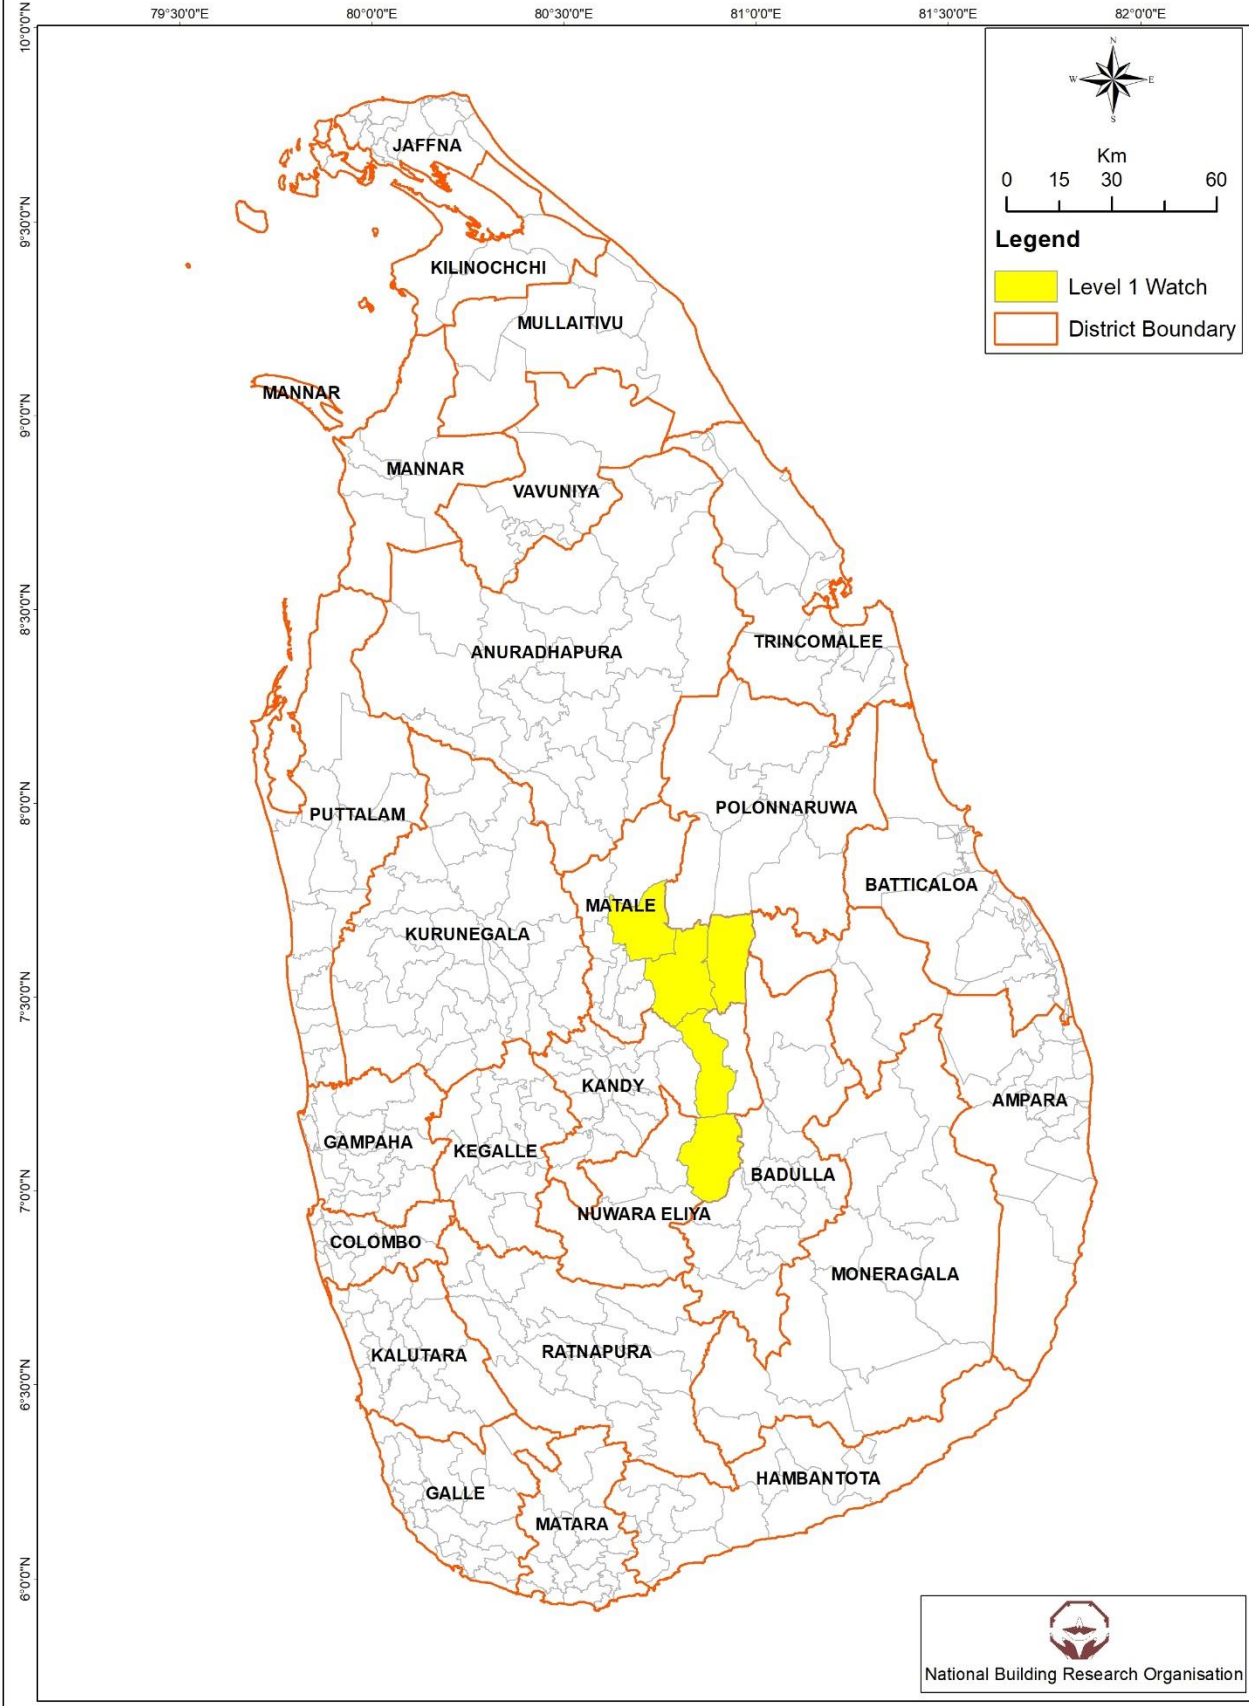 79°30'0"E
80°0'0"E
80°30'0"E
81°0'0"E
81°30'0"E
82°0'0"E
10°0'0"N
9°30'0"N
9°0'0"N
8°30'0"N
8°0'0"N
7°30'0"N
7°0'0"N
6°30'0"N
6°0'0"N
N
W
E
S
Km
0 15 30 60
Legend
Level 1 Watch
District Boundary
JAFFNA
KILINOCHCHI
MULLAITIVU
MANNAR
MANNAR
VAVUNIYA
TRINCOMALEE
ANURADHAPURA
POLONNARUWA
PUTTALAM
BATTICALOA
MATALE
KURUNEGALA
KANDY
AMPARA
GAMPAHA
KEGALLE
BADULLA
NUWARA ELIYA
COLOMBO
MONERAGALA
RATNAPURA
KALUTARA
HAMBANTOTA
GALLE
MATARA
National Building Research Organisation